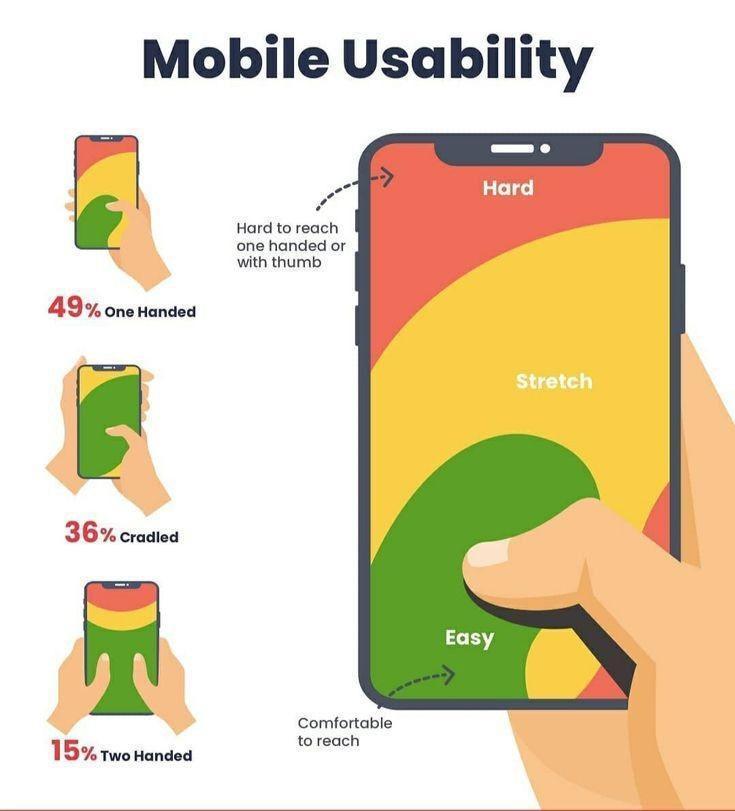 Mobile Usability
Hard
Hard to reach
one handed or
with thumb
49% One Handed
Stretch
36% Cradled
Easy
Comfortable
to reach
15% Two Handed